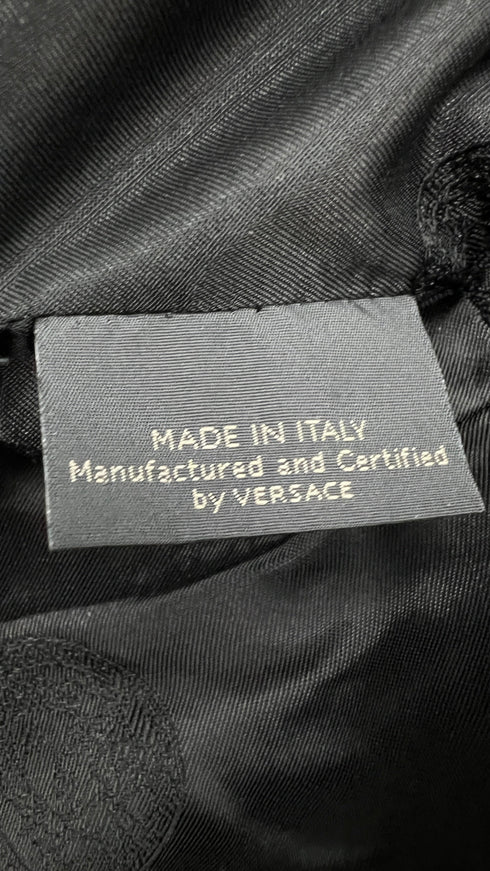 MADE IN ITALY
Manufactured and Certified
by VERSACE